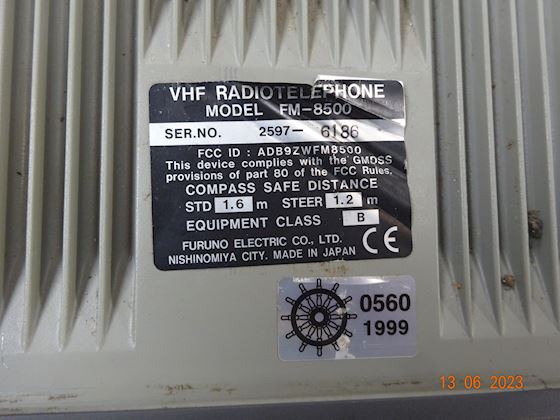 VHF RADIOTELEPHONE
MODEL FM-8500
SER.NO. 2597- 6186
FCC ID : ADB9ZWFM8500
This device complies with the GMDSS
provisions of part 80 of the FCC Rules.
COMPASS SAFE DISTANCE
STD 1.6 m STEER 1.2 m
EQUIPMENT CLASS B
FURUNO ELECTRIC CO., LTD.
NISHINOMIYA CITY. MADE IN JAPAN CE
0560
1999
13 06 2023